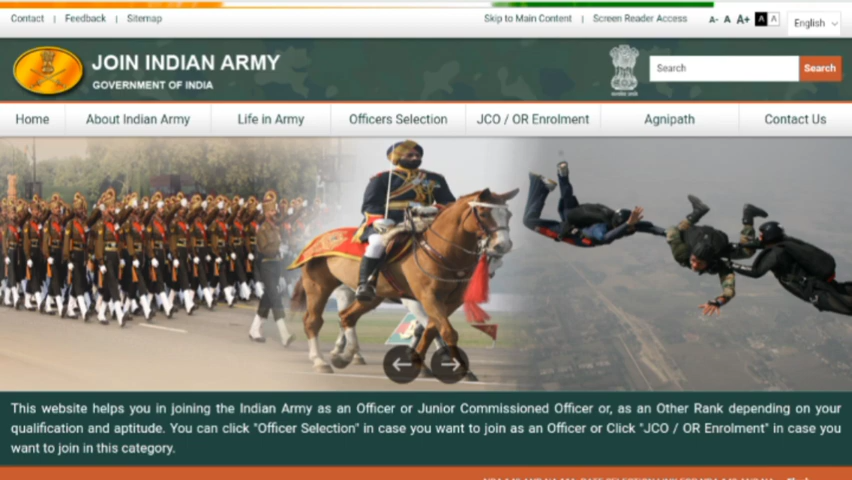 Contact | Feedback | Sitemap
Skip to Main Content | Screen Reader Access A- A A+ A A English
JOIN INDIAN ARMY
GOVERNMENT OF INDIA
Search Search
Home About Indian Army Life in Army Officers Selection JCO / OR Enrolment Agnipath Contact Us
This website helps you in joining the Indian Army as an Officer or Junior Commissioned Officer or, as an Other Rank depending on your
qualification and aptitude. You can click "Officer Selection" in case you want to join as an Officer or Click "JCO / OR Enrolment" in case you
want to join in this category.